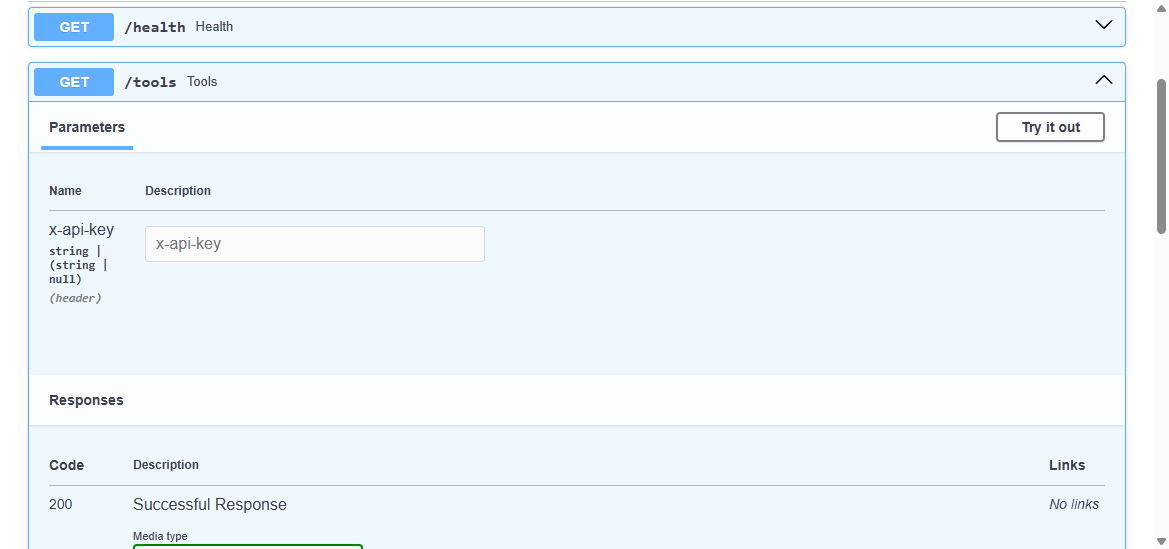 GET /health Health
GET /tools Tools
Parameters
Try it out
Name Description
x-api-key
string |
(string |
null)
(header)
x-api-key
Responses
Code Description Links
200 Successful Response No links
Media type